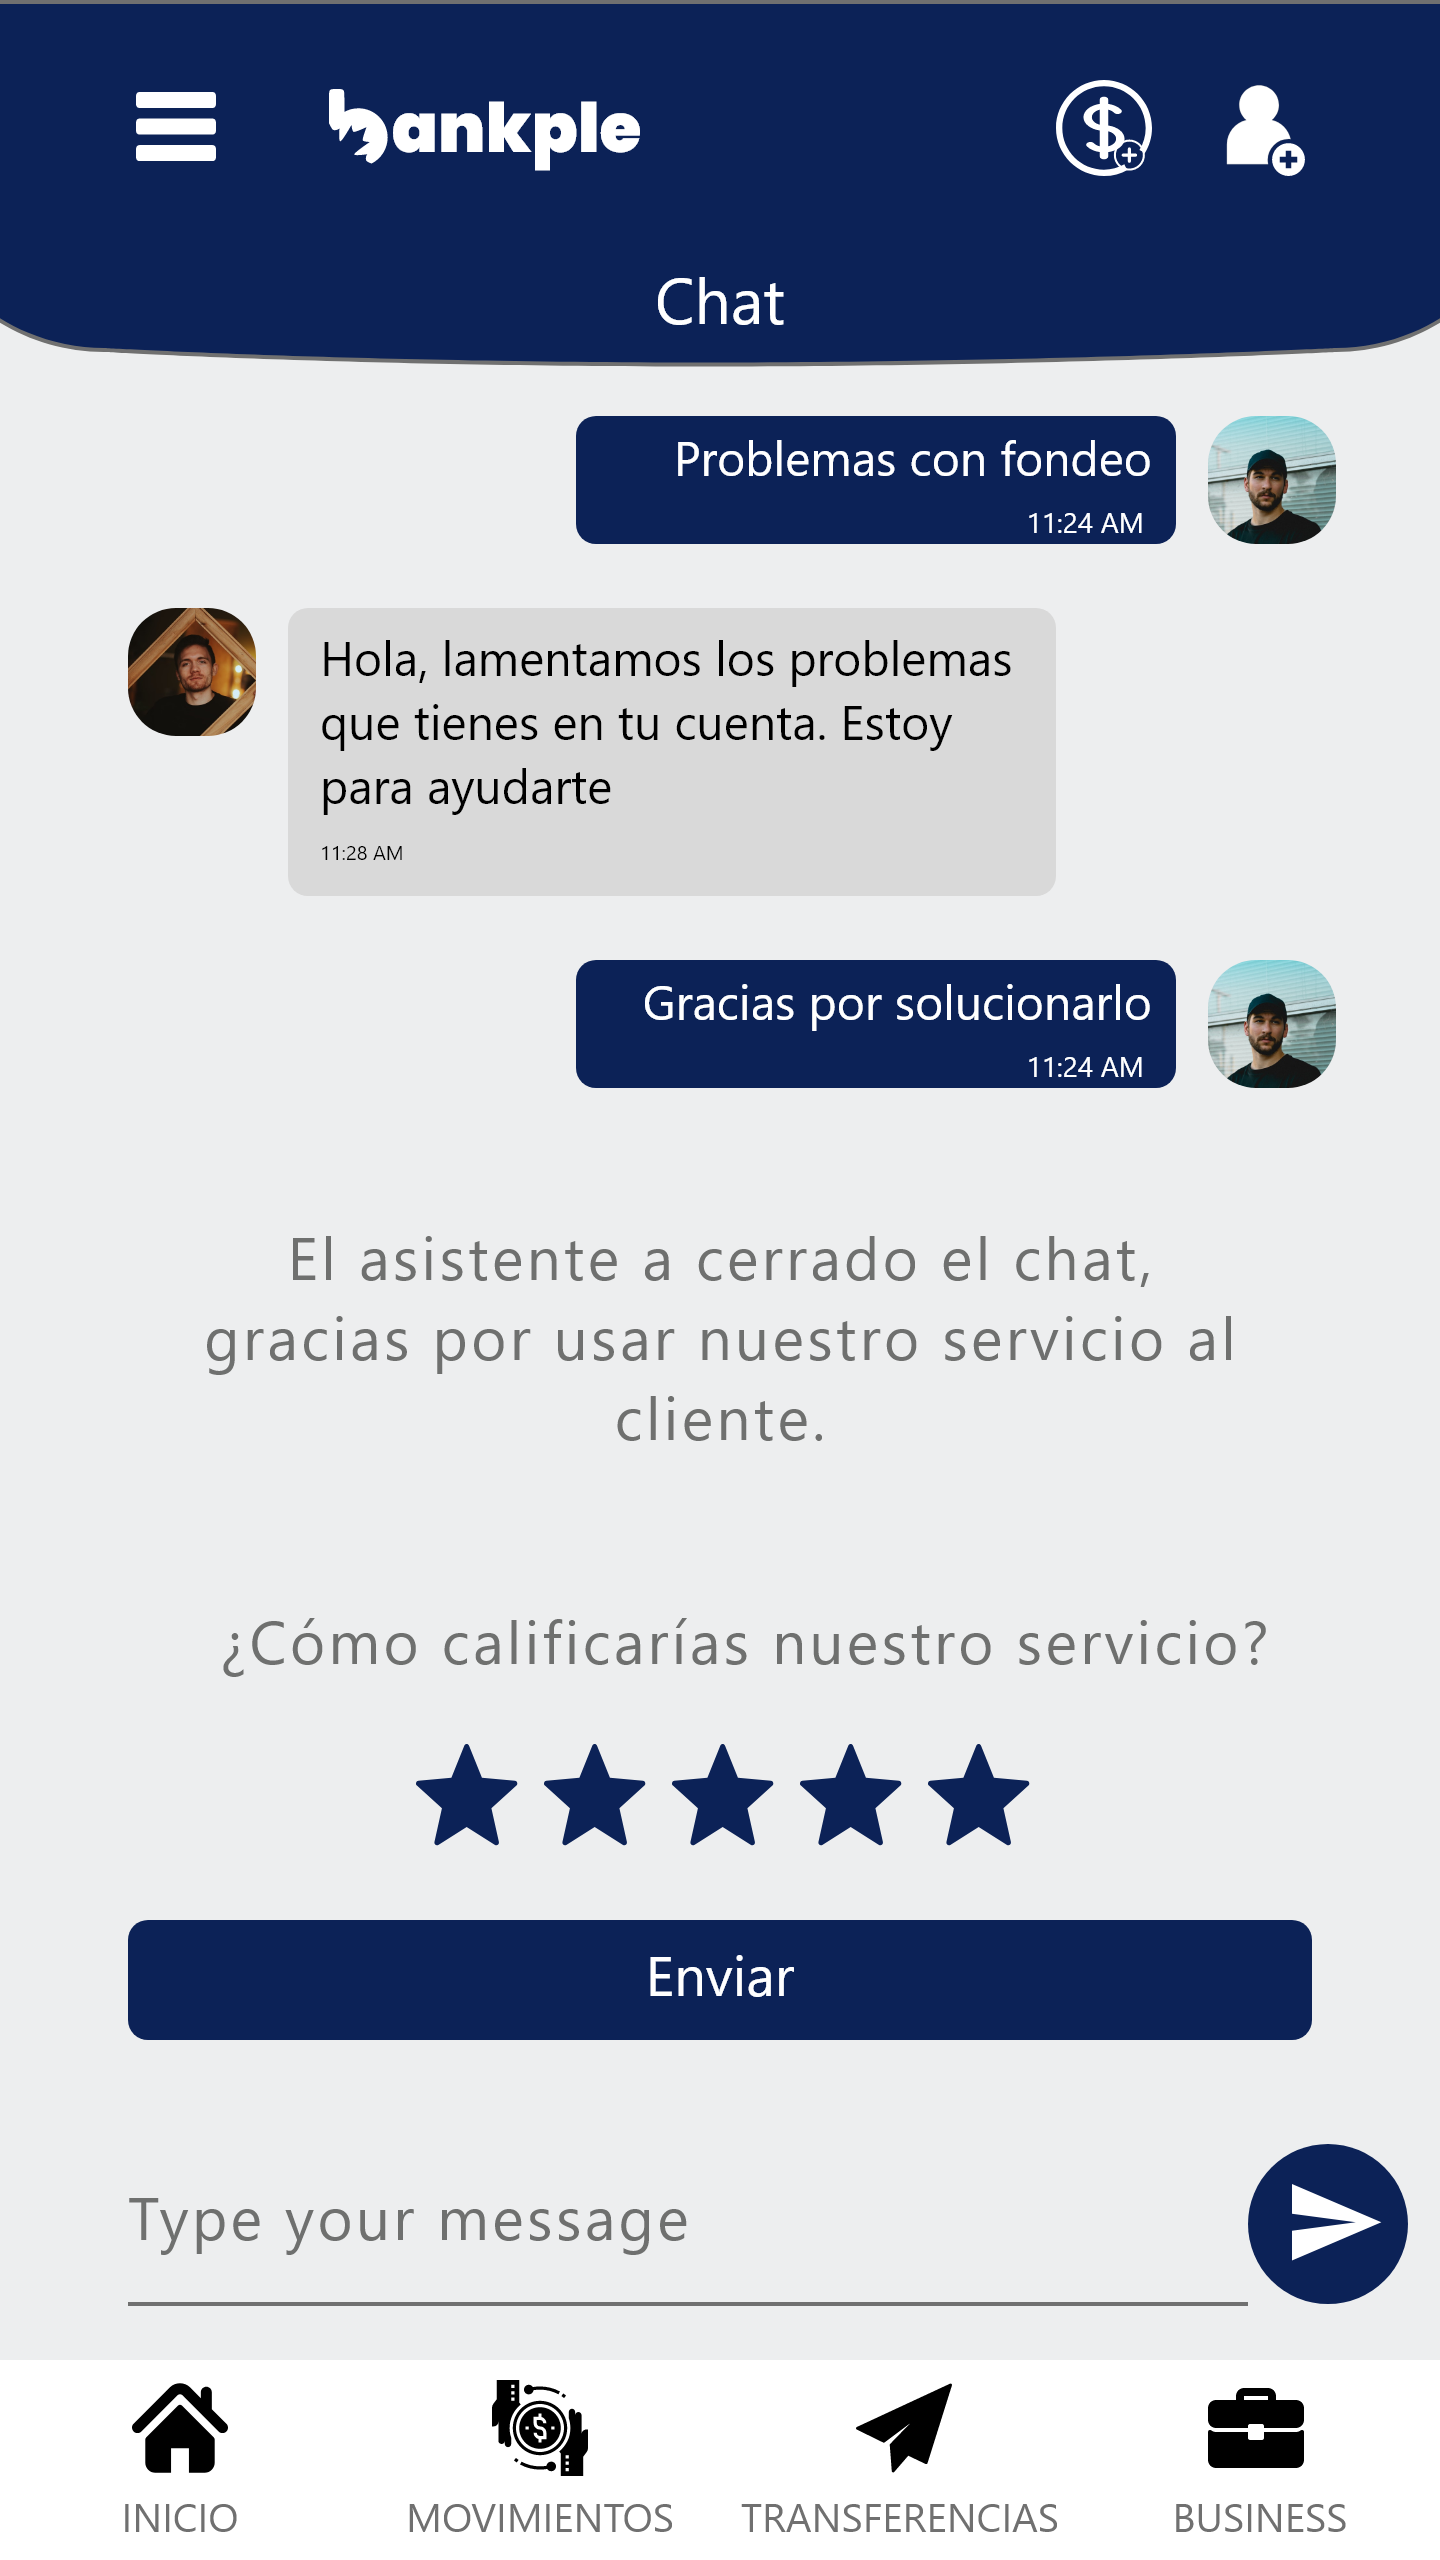 bankple
Chat
Problemas con fondeo
11:24 AM
Hola, lamentamos los problemas
que tienes en tu cuenta. Estoy
para ayudarte
11:28 AM
Gracias por solucionarlo
11:24 AM
El asistente a cerrado el chat,
gracias por usar nuestro servicio al
cliente.
¿Cómo calificarías nuestro servicio?
Enviar
Type your message
INICIO
MOVIMIENTOS
TRANSFERENCIAS
BUSINESS